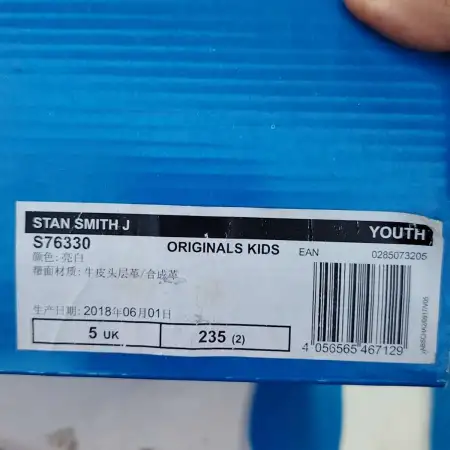 STAN SMITH J YOUTH
S76330 ORIGINALS KIDS EAN 0285073205
颜色: 亮白
帮面材质: 牛皮头层革/合成革
生产日期: 2018年06月01日
5 UK 235 (2)
4 056565 467129